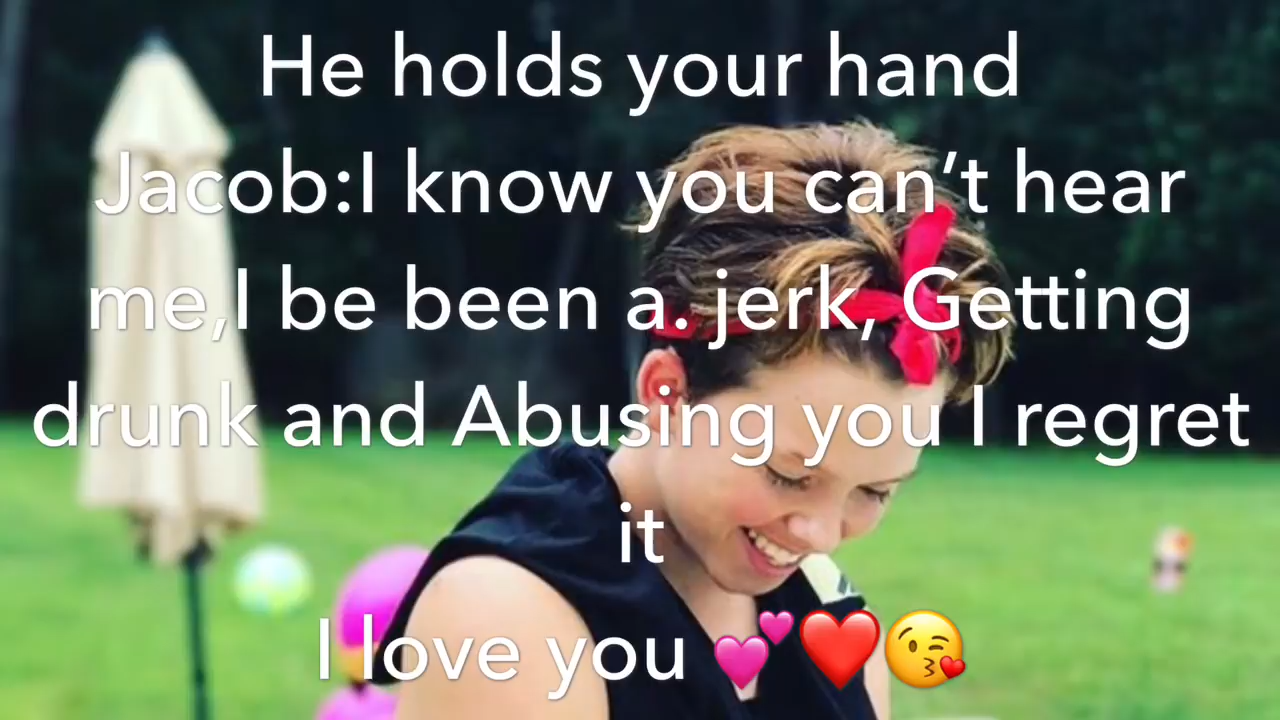 He holds your hand
Jacob:I know you can’t hear
me,I be been a. jerk, Getting
drunk and Abusing you I regret
it
I love you 💕❤️😘